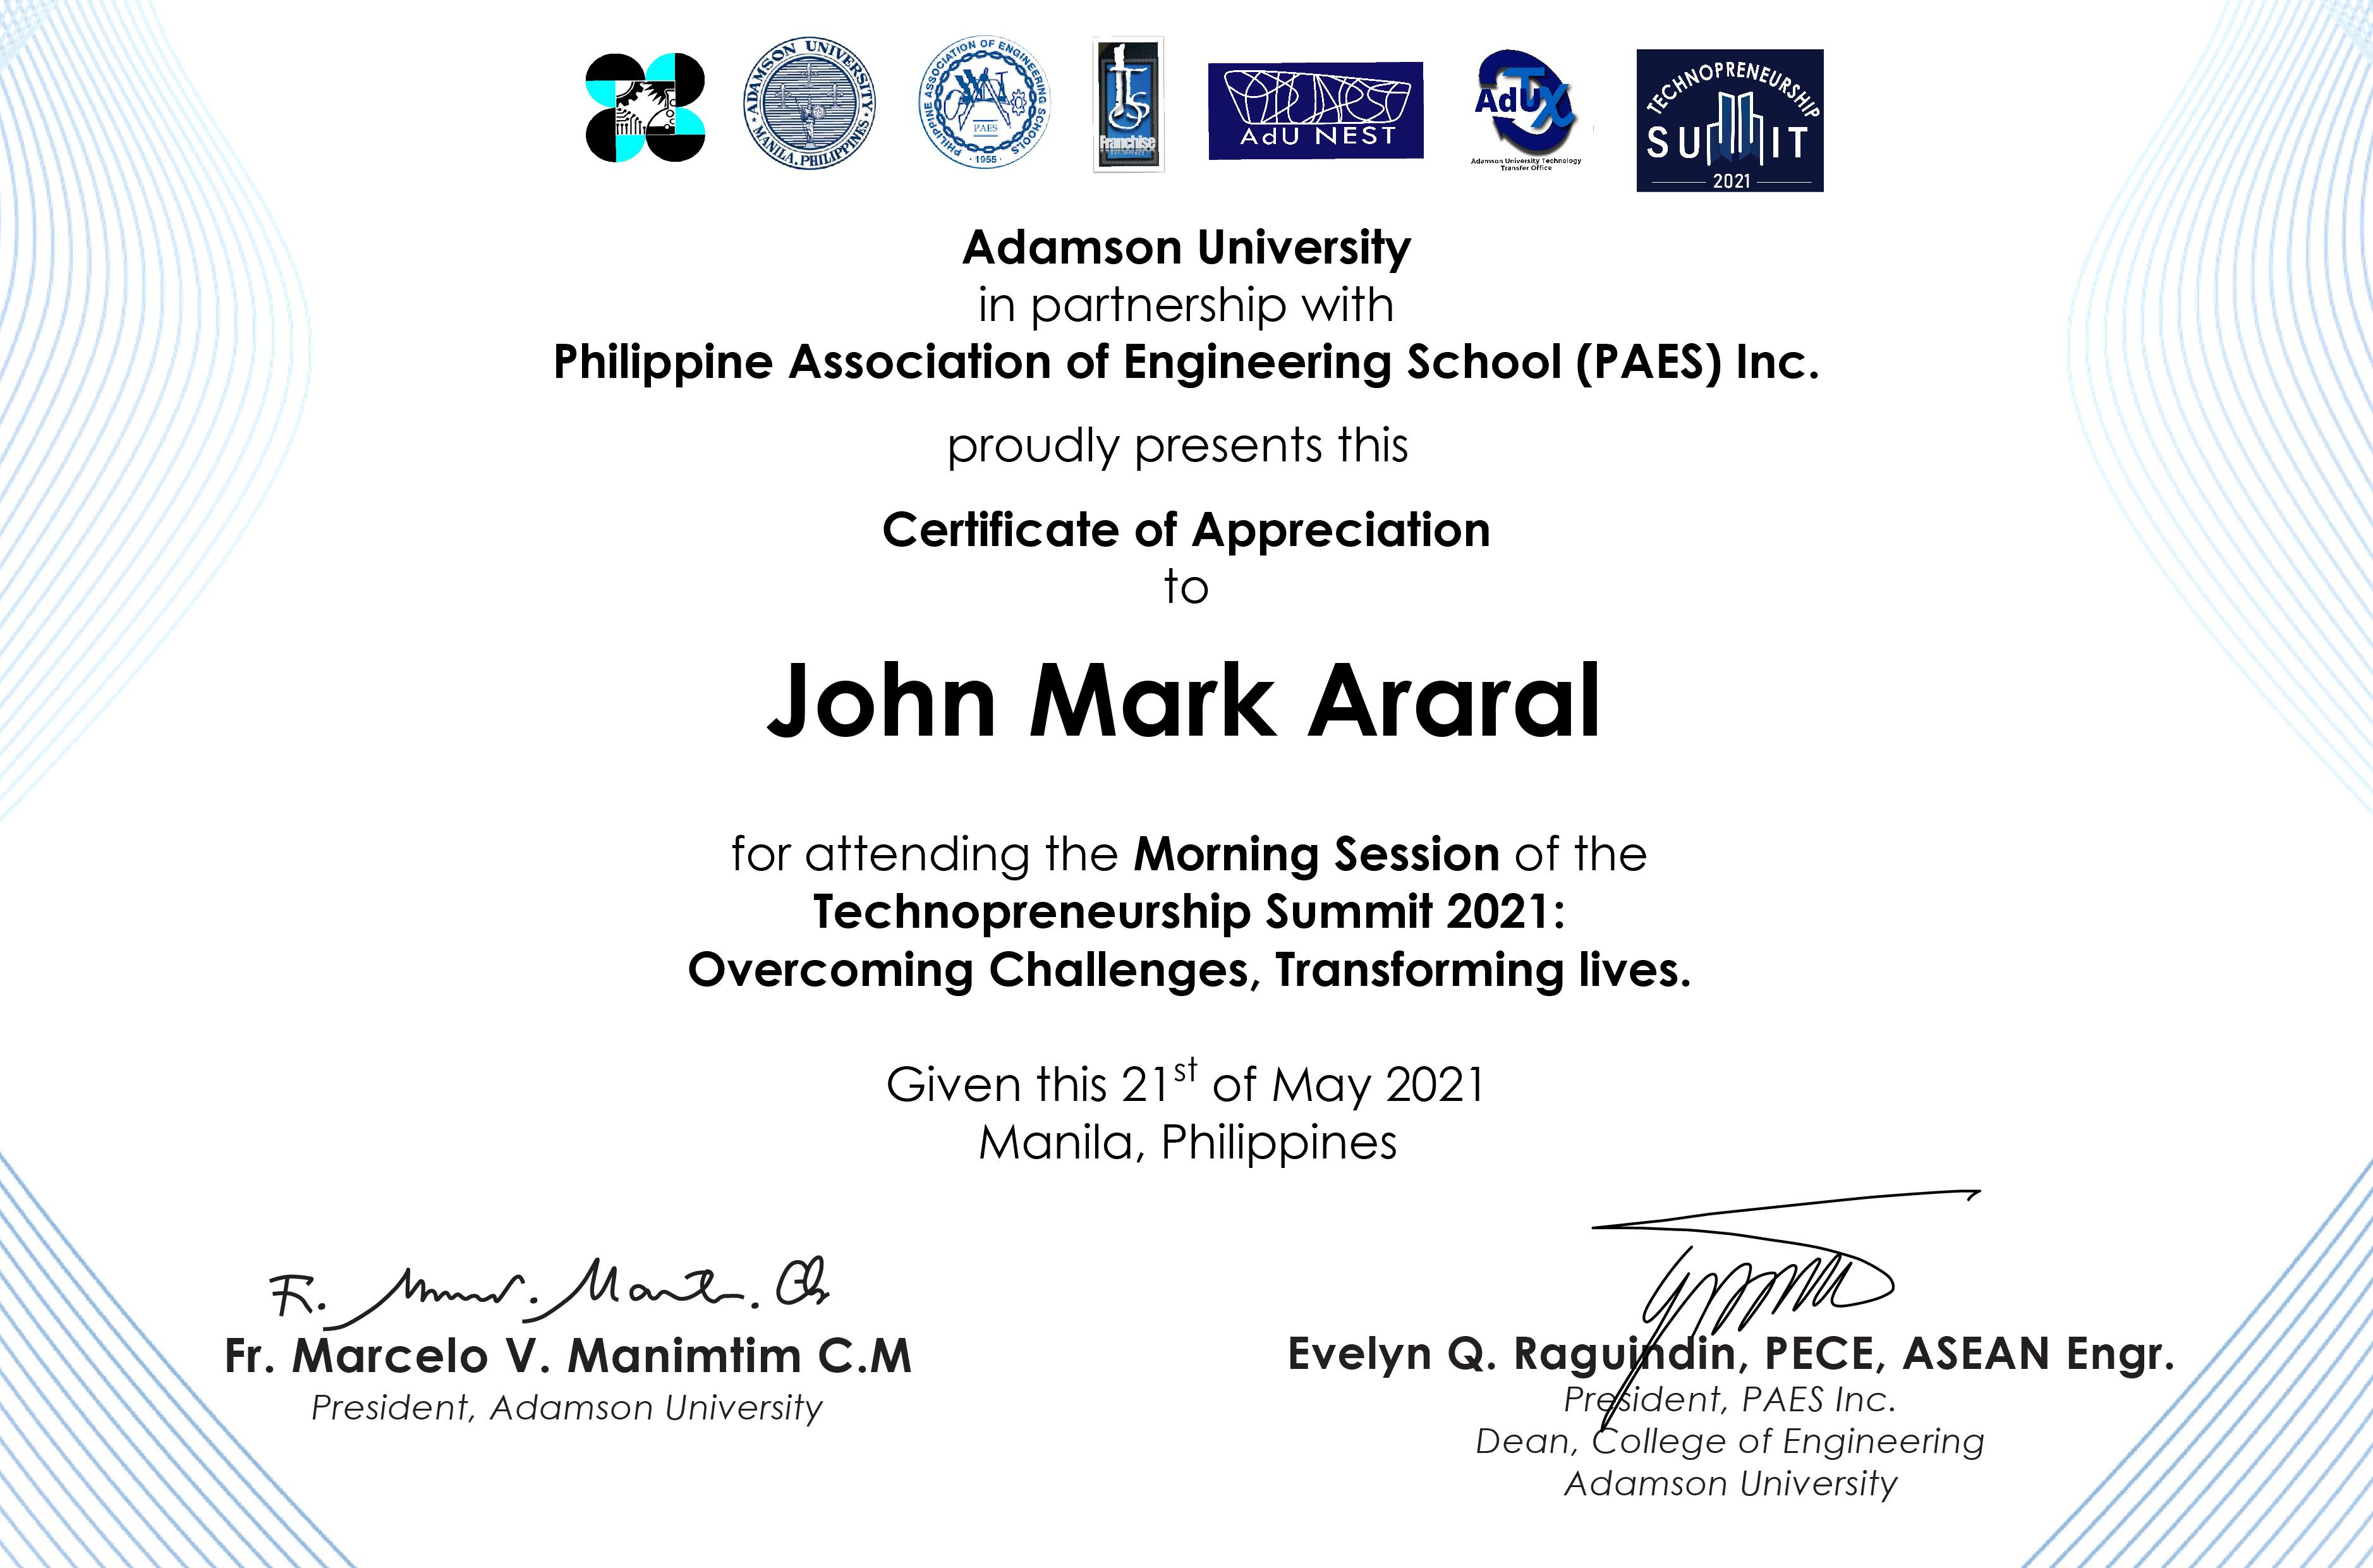 ADAMSON UNIVERSITY
MANILA, PHILIPPINES
PHILIPPINE ASSOCIATION OF ENGINEERING SCHOOLS
PAES
1955
Franchise
AdU NEST
AdUTX
Adamson University Technology
Transfer Office
TECHNOPRENEURSHIP
SUMMIT
2021
Adamson University
in partnership with
Philippine Association of Engineering School (PAES) Inc.
proudly presents this
Certificate of Appreciation
to
John Mark Araral
for attending the Morning Session of the
Technopreneurship Summit 2021:
Overcoming Challenges, Transforming lives.
Given this 21st of May 2021
Manila, Philippines
Fr. Marcelo V. Manimtim C.M
President, Adamson University
Evelyn Q. Raguindin, PECE, ASEAN Engr.
President, PAES Inc.
Dean, College of Engineering
Adamson University